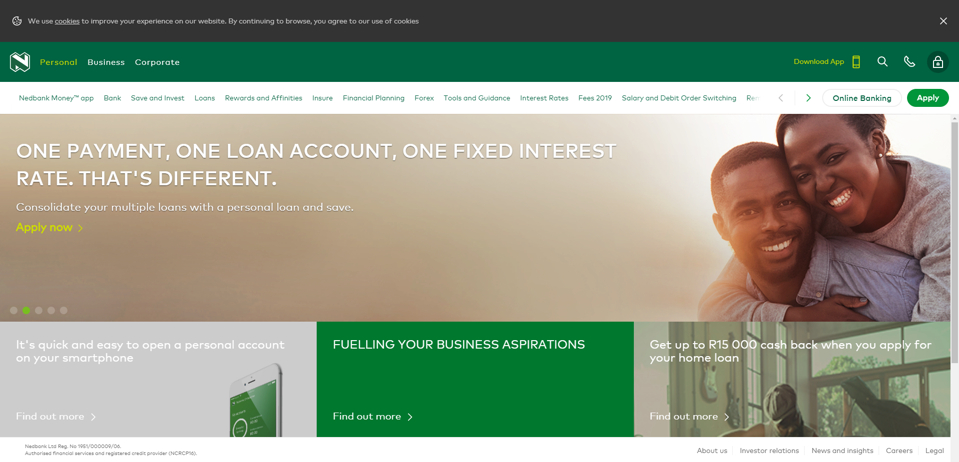 We use cookies to improve your experience on our website. By continuing to browse, you agree to our use of cookies
Personal Business Corporate Download App
Nedbank Money™ app Bank Save and Invest Loans Rewards and Affinities Insure Financial Planning Forex Tools and Guidance Interest Rates Fees 2019 Salary and Debit Order Switching Online Banking Apply
ONE PAYMENT, ONE LOAN ACCOUNT, ONE FIXED INTEREST
RATE. THAT'S DIFFERENT.
Consolidate your multiple loans with a personal loan and save.
Apply now
It's quick and easy to open a personal account
on your smartphone
Find out more
FUELLING YOUR BUSINESS ASPIRATIONS
Find out more
Get up to R15 000 cash back when you apply for
your home loan
Find out more
Nedbank Ltd Reg. No 1951/000009/06.
Authorised financial services and registered credit provider (NCRCP16).
About us Investor relations News and insights Careers Legal